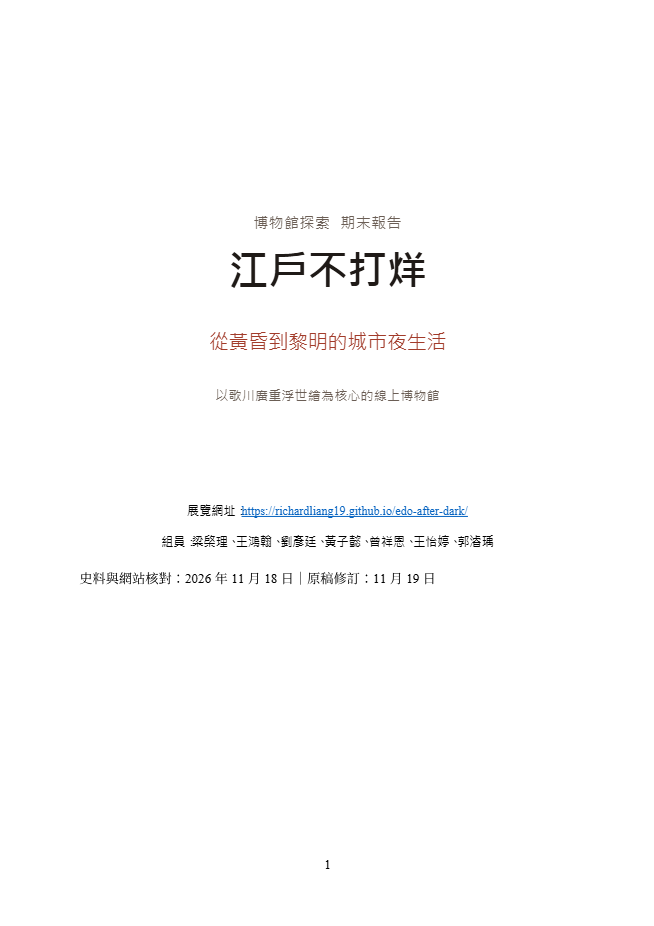 博物館探索 期末報告
江戶不打烊
從黃昏到黎明的城市夜生活
以歌川廣重浮世繪為核心的線上博物館
展覽網址：https://richardliang19.github.io/edo-after-dark/
組員：梁棨理、王鴻翰、劉彥廷、黃子懿、曾祥恩、王怡婷、郭濬瑀
史料與網站核對：2026 年 11 月 18 日｜原稿修訂：11 月 19 日
1